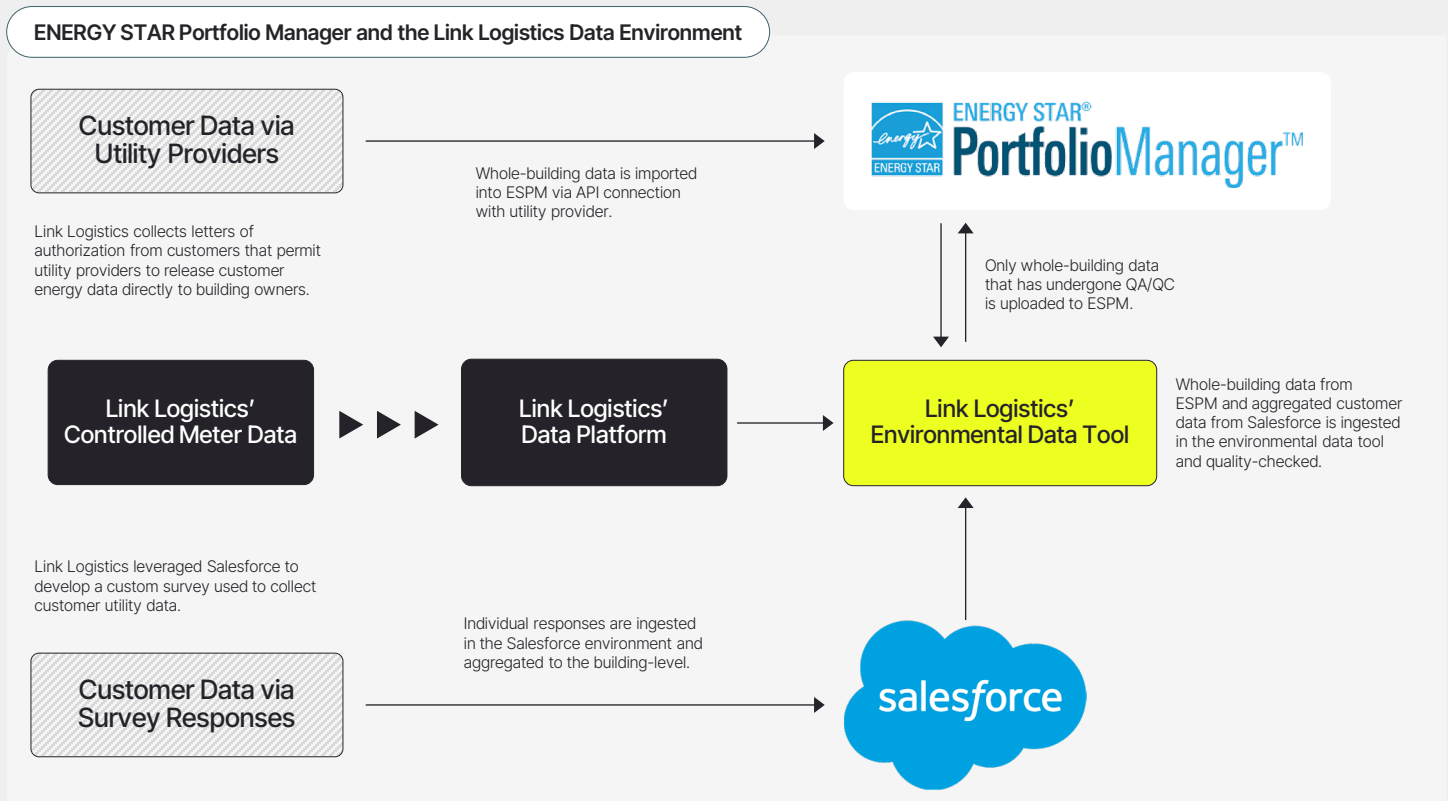 ENERGY STAR Portfolio Manager and the Link Logistics Data Environment
Customer Data via
Utility Providers
Link Logistics collects letters of
authorization from customers that permit
utility providers to release customer
energy data directly to building owners.
Whole-building data is imported
into ESPM via API connection
with utility provider.
energy
ENERGY STAR
ENERGY STAR®
PortfolioManager™
Only whole-building data
that has undergone QA/QC
is uploaded to ESPM.
Link Logistics’
Controlled Meter Data
Link Logistics’
Data Platform
Link Logistics’
Environmental Data Tool
Whole-building data from
ESPM and aggregated customer
data from Salesforce is ingested
in the environmental data tool
and quality-checked.
Link Logistics leveraged Salesforce to
develop a custom survey used to collect
customer utility data.
Customer Data via
Survey Responses
Individual responses are ingested
in the Salesforce environment and
aggregated to the building-level.
salesforce